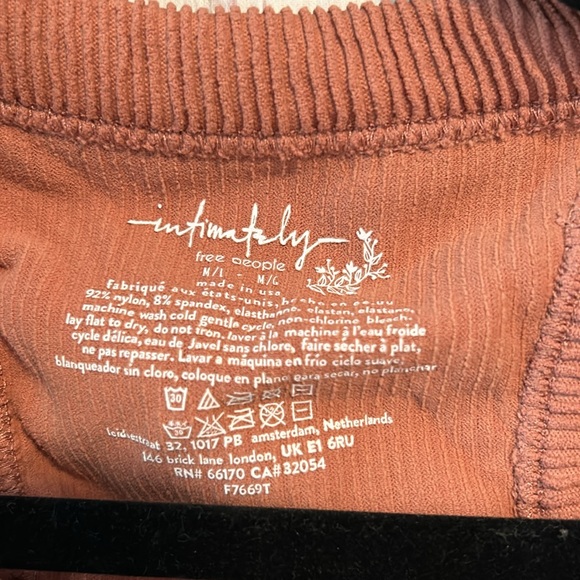 intimately
free people
M/L - M/G
made in usa
Fabriqué aux états-unis, hecho en ee.uu
92% nylon, 8% spandex, elasthanne, elastan, elastane,
machine wash cold gentle cycle, non-chlorine bleach,
lay flat to dry, do not iron. laver à la machine à l'eau froide
cycle délica, eau de Javel sans chlore, faire sécher à plat,
ne pas repasser. Lavar a máquina en frío ciclo suave,
blanqueador sin cloro, coloque en plano para secar, no planchar
30
32, 1017 PB amsterdam, Netherlands
146 brick lane london, UK E1 6RU
RN# 66170 CA#32054
F7669T